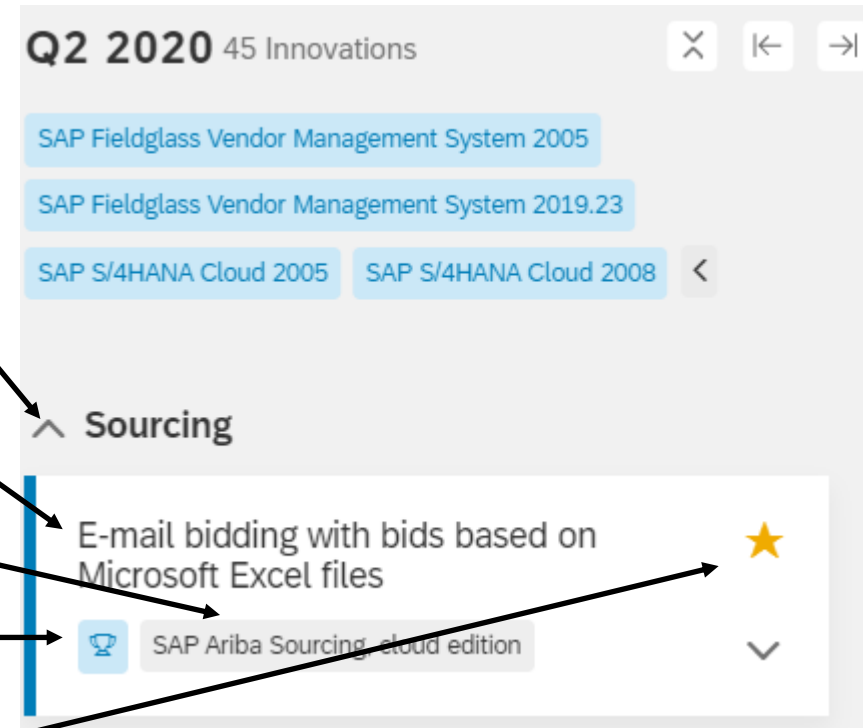 Q2 2020 45 Innovations
SAP Fieldglass Vendor Management System 2005
SAP Fieldglass Vendor Management System 2019.23
SAP S/4HANA Cloud 2005 SAP S/4HANA Cloud 2008
Sourcing
E-mail bidding with bids based on
Microsoft Excel files
SAP Ariba Sourcing, cloud edition